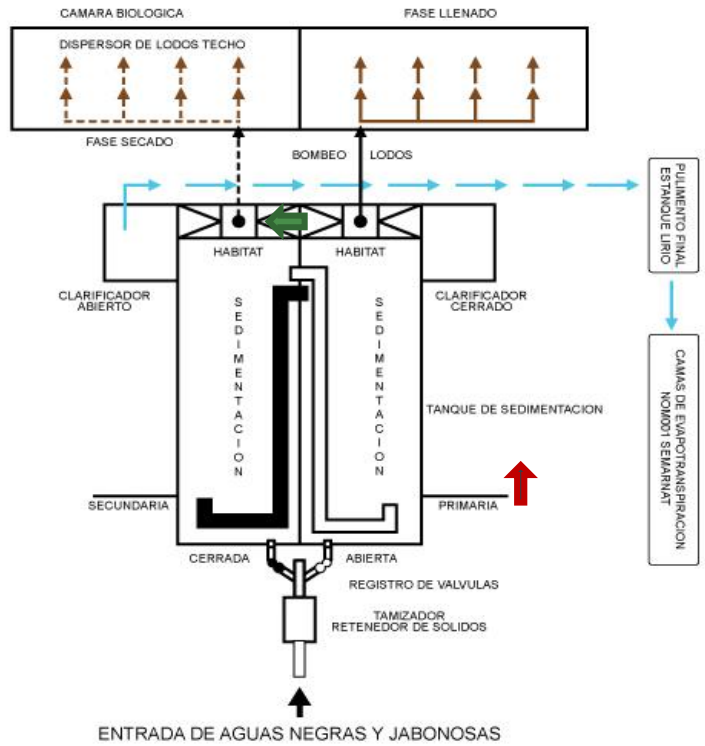 CAMARA BIOLOGICA
FASE LLENADO
DISPERSOR DE LODOS TECHO
FASE SECADO
BOMBEO
LODOS
PULIMENTO FINAL
ESTANQUE LIRIO
HABITAT
HABITAT
CLARIFICADOR
ABIERTO
CLARIFICADOR
CERRADO
SEDIMENTACION
SEDIMENTACION
TANQUE DE SEDIMENTACION
CAMAS DE EVAPOTRANSPIRACION
NOM001 SEMARNAT
SECUNDARIA
PRIMARIA
CERRADA
ABIERTA
REGISTRO DE VALVULAS
TAMIZADOR
RETENEDOR DE SOLIDOS
ENTRADA DE AGUAS NEGRAS Y JABONOSAS